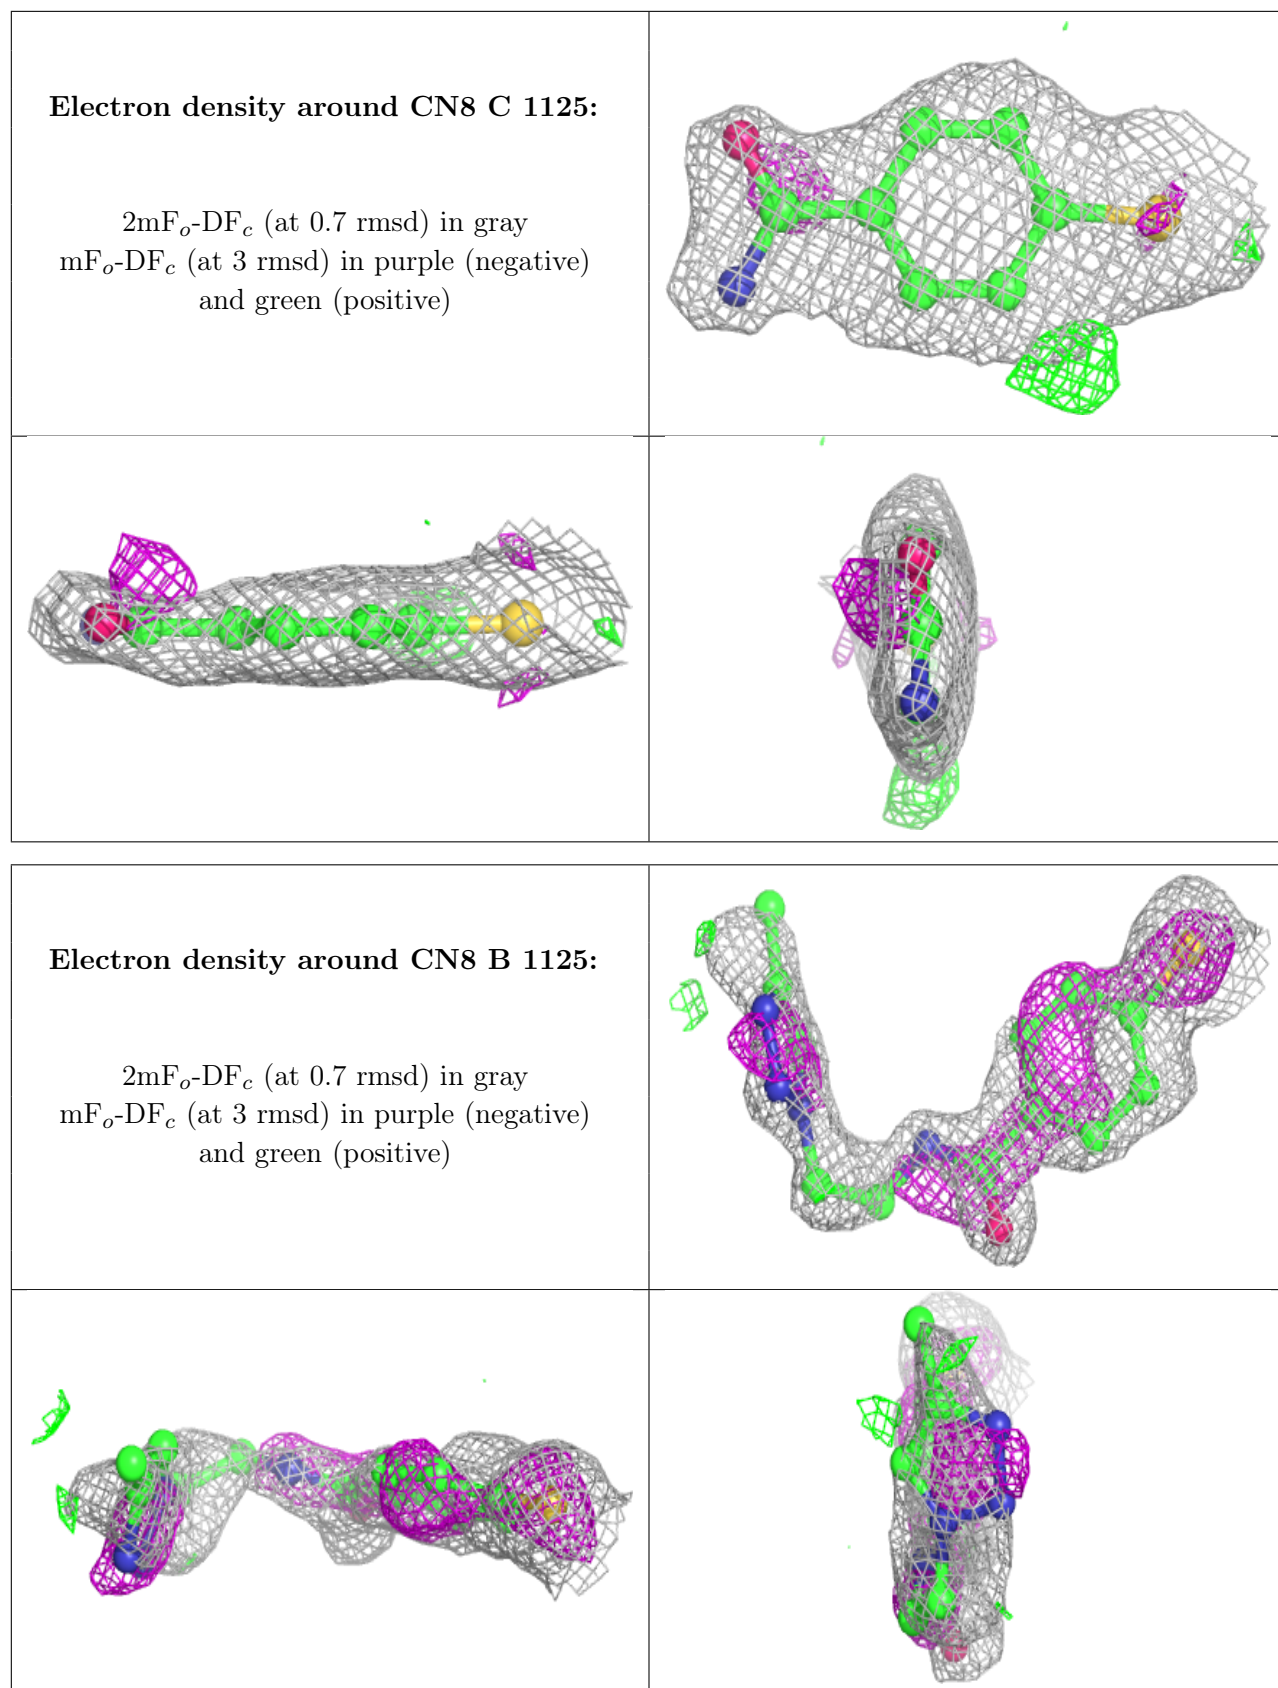 Electron density around CN8 C 1125:
2mFo-DFc (at 0.7 rmsd) in gray
mFo-DFc (at 3 rmsd) in purple (negative)
and green (positive)
Electron density around CN8 B 1125:
2mFo-DFc (at 0.7 rmsd) in gray
mFo-DFc (at 3 rmsd) in purple (negative)
and green (positive)